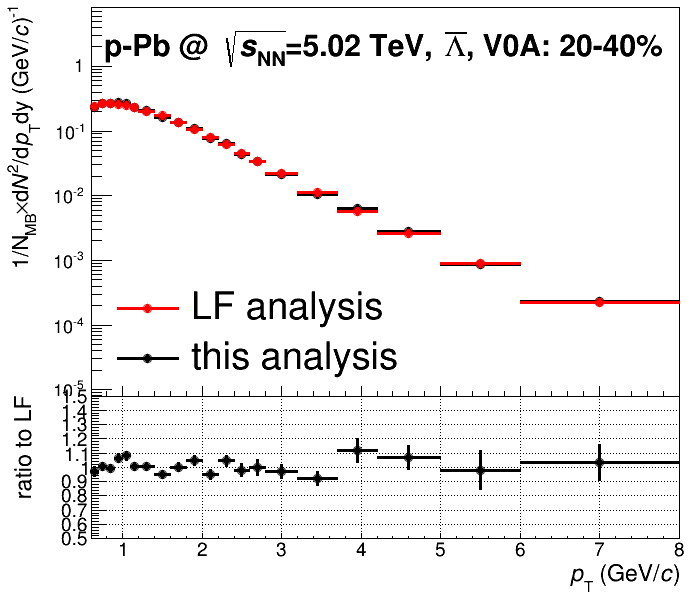 p-Pb @ √s_NN=5.02 TeV, Λ̅, V0A: 20-40%
1/N_MB×dN²/dp_Tdy (GeV/c)⁻¹
1
10⁻¹
10⁻²
10⁻³
10⁻⁴
10⁻⁵
LF analysis
this analysis
ratio to LF
1.5
1.4
1.3
1.2
1.1
1.0
0.9
0.8
0.7
0.6
0.5
1 2 3 4 5 6 7 8
p_T (GeV/c)